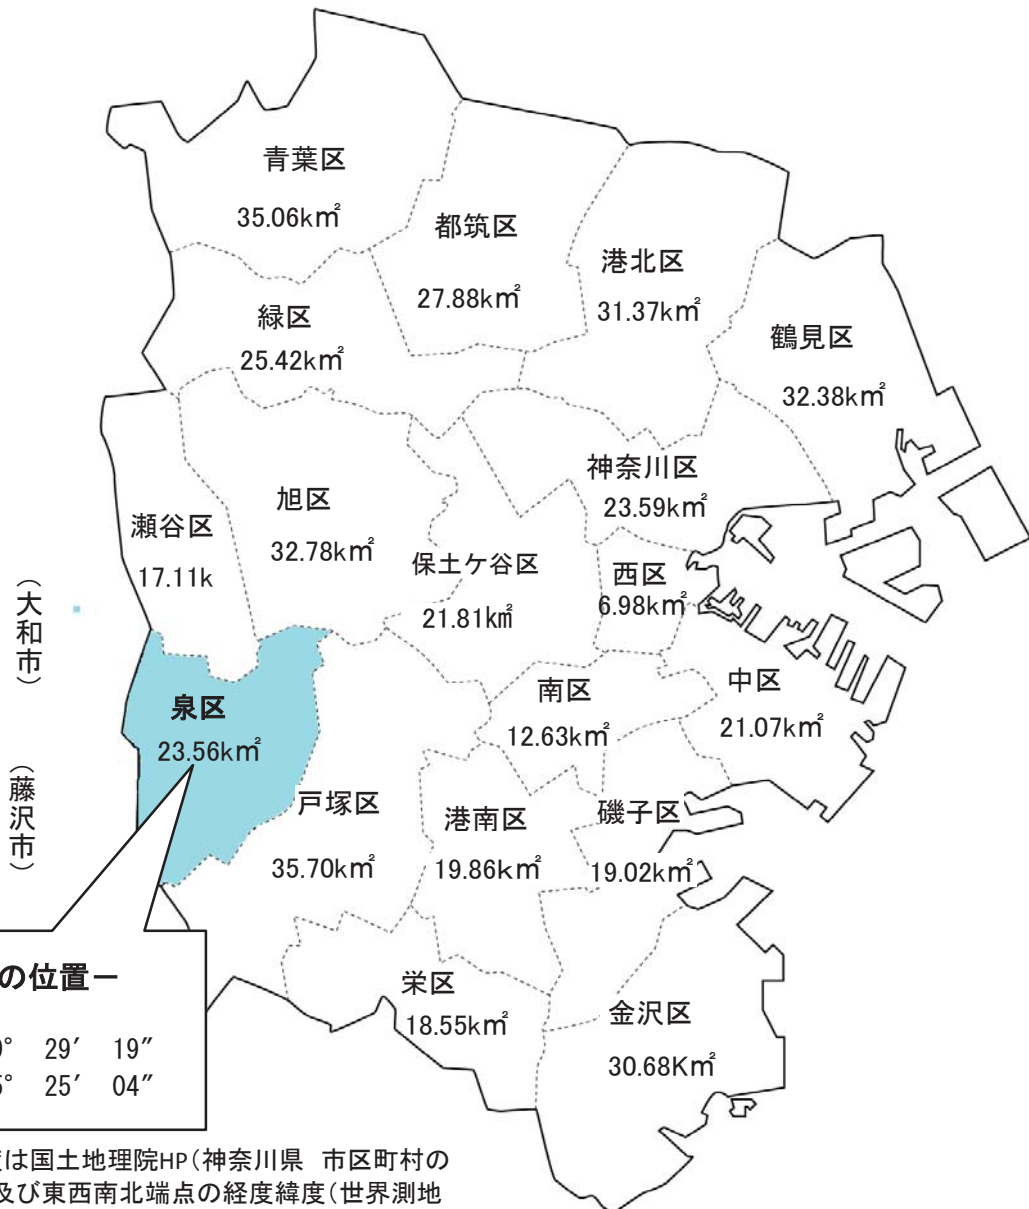 青葉区
35.06k㎡
都筑区
27.88k㎡
港北区
31.37k㎡
緑区
25.42k㎡
鶴見区
32.38k㎡
神奈川区
23.59k㎡
旭区
32.78k㎡
瀬谷区
17.11k
保土ケ谷区
21.81㎢
西区
6.98k㎡
(大和市)
泉区
23.56k㎡
南区
12.63k㎡
中区
21.07k㎡
(藤沢市)
戸塚区
35.70k㎡
港南区
19.86k㎡
磯子区
19.02k㎡
の位置－
° 29′ 19″
° 25′ 04″
栄区
18.55k㎡
金沢区
30.68K㎡
は国土地理院HP(神奈川県 市区町村の
及び東西南北端点の経度緯度(世界測地